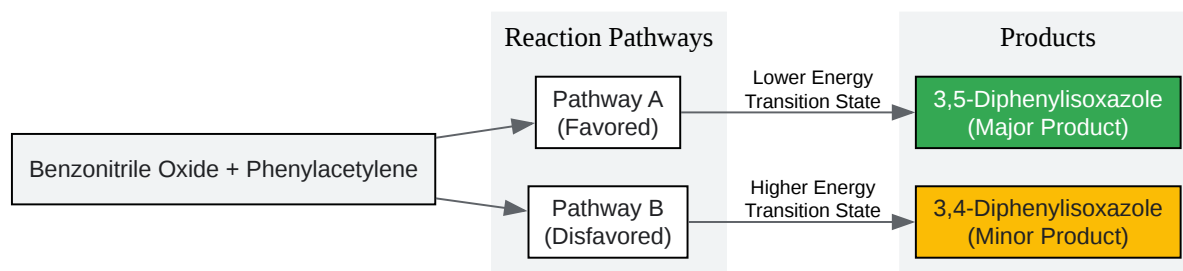 Reaction Pathways
Products
Benzonitrile Oxide + Phenylacetylene
Pathway A
(Favored)
Lower Energy
Transition State
3,5-Diphenylisoxazole
(Major Product)
Pathway B
(Disfavored)
Higher Energy
Transition State
3,4-Diphenylisoxazole
(Minor Product)